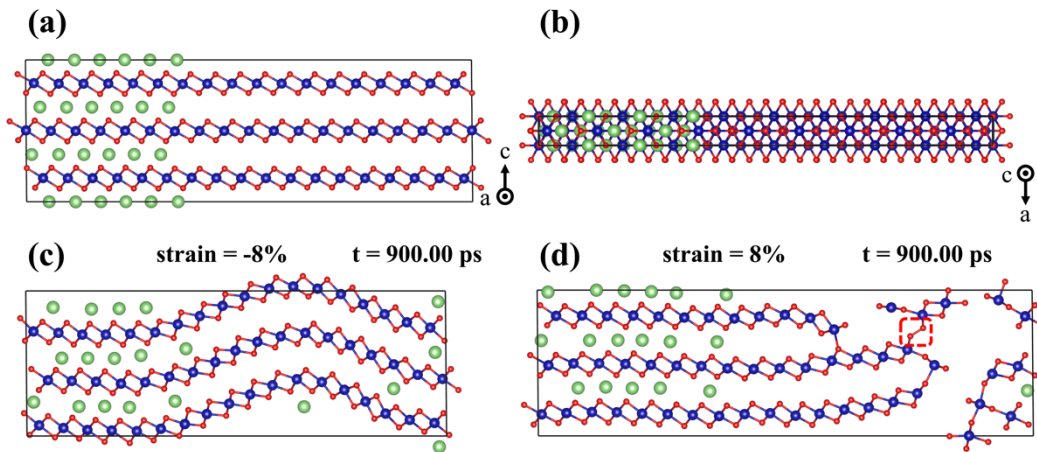 (a)
(b)
c
a
c
a
(c)
strain = -8%
t = 900.00 ps
(d)
strain = 8%
t = 900.00 ps